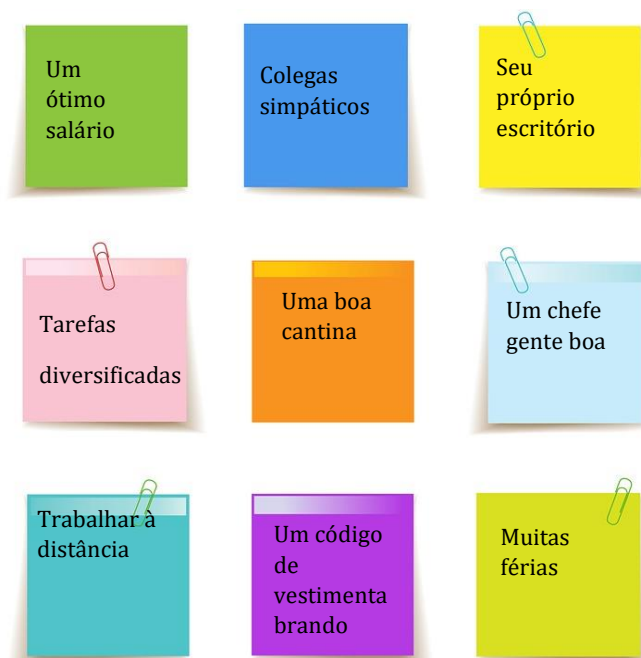 Um
ótimo
salário
Colegas
simpáticos
Seu
próprio
escritório
Tarefas
diversificadas
Uma boa
cantina
Um chefe
gente boa
Trabalhar à
distância
Um código
de
vestimenta
brando
Muitas
férias